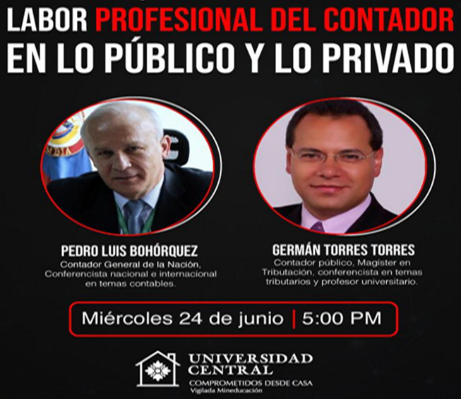 LABOR PROFESIONAL DEL CONTADOR
EN LO PÚBLICO Y LO PRIVADO
PEDRO LUIS BOHÓRQUEZ
Contador General de la Nación,
Conferencista nacional e internacional
en temas contables.
GERMÁN TORRES TORRES
Contador público, Magíster en
Tributación, conferencista en temas
tributarios y profesor universitario.
Miércoles 24 de junio | 5:00 PM
UNIVERSIDAD
CENTRAL
COMPROMETIDOS DESDE CASA
Vigilada Mineducación